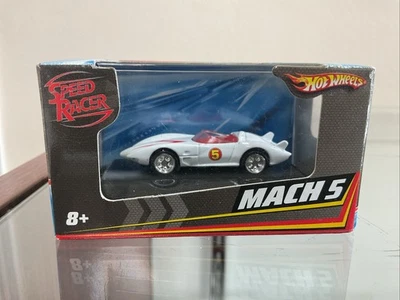 SPEED
RACER
HOT WHEELS
5
MACH 5
8+